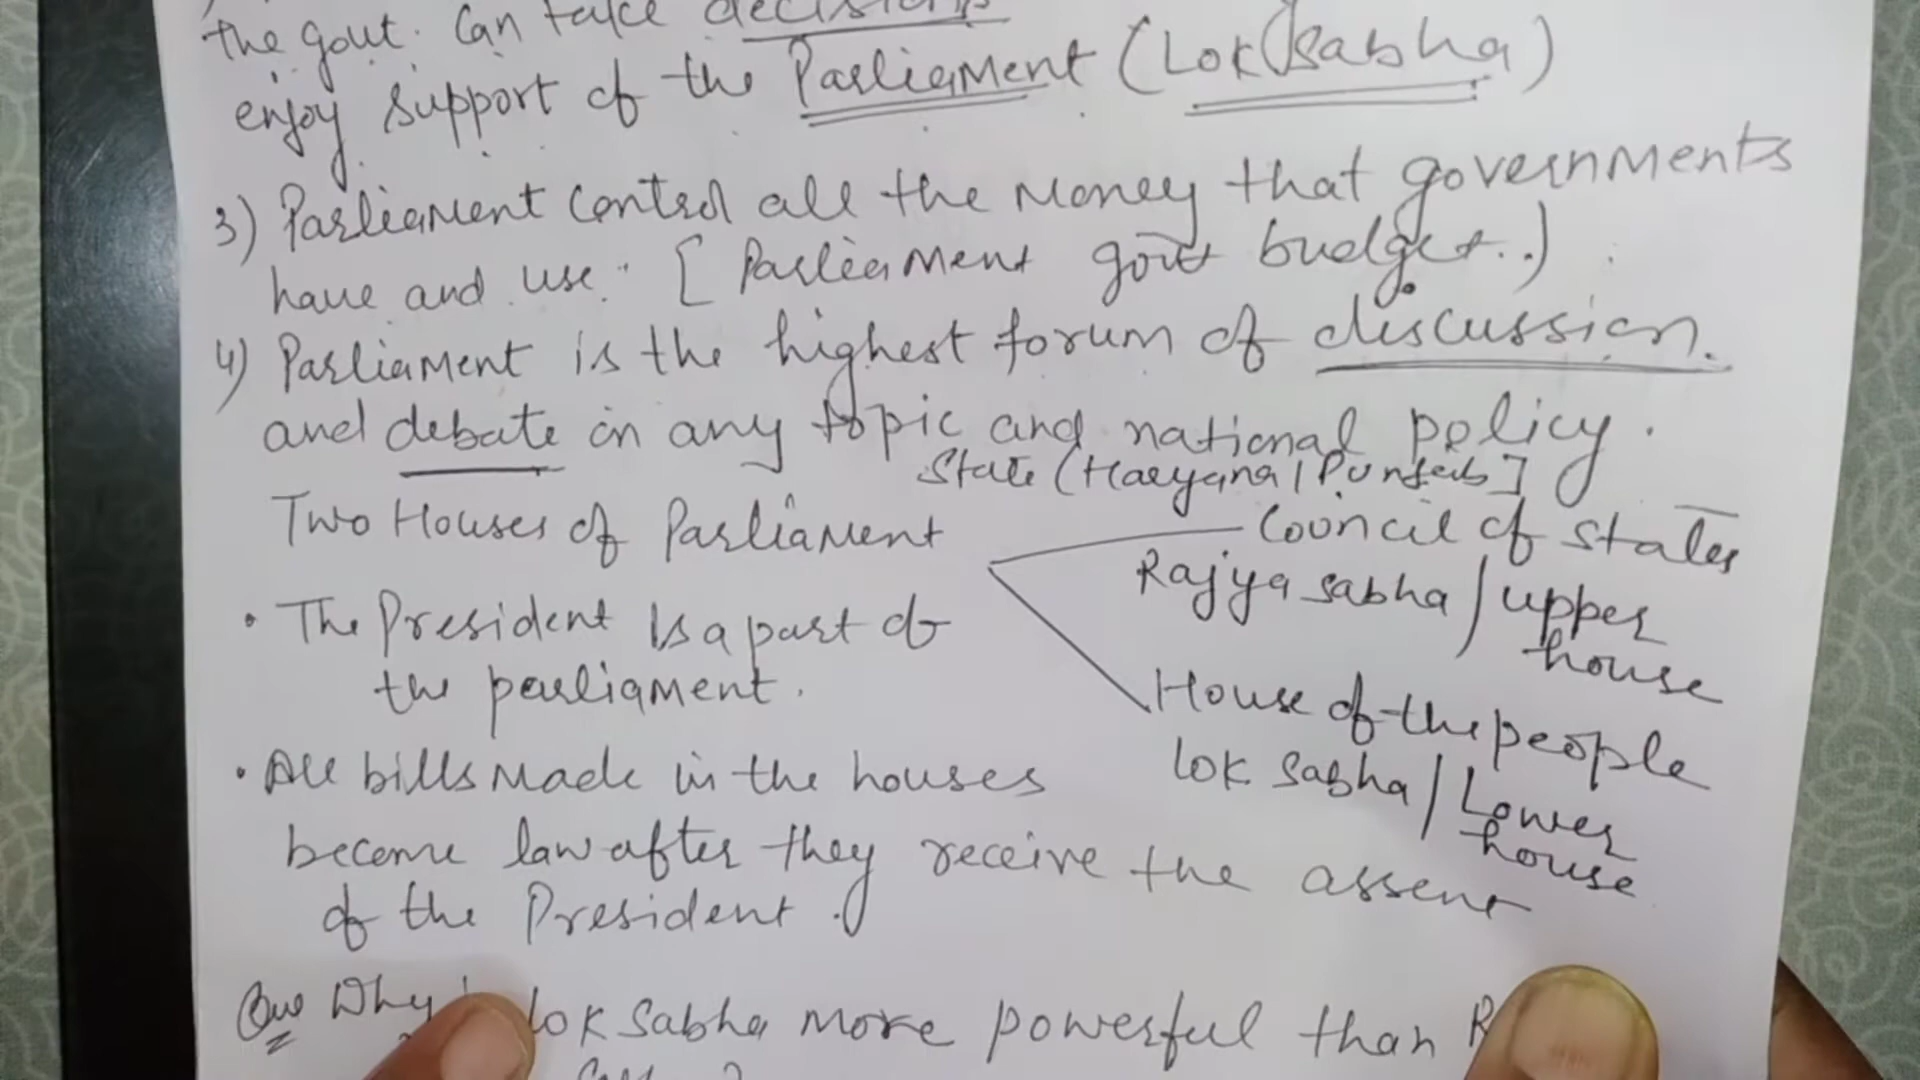 the govt. Can take decisions
enjoy support of the Parliament (Lok sabha)
3) Parliament Control all the Money that governments
have and use. [ Parliament govt budget..)
4) Parliament is the highest forum of discussion.
and debate on any topic and national policy.
State (Haryana / Punjab]
Two Houses of Parliament
Council of states
Rajya sabha / upper
house
• The President Is a part of
the parliament.
House of the people
Lok Sabha / Lower
house
• All bills Made in the houses
become law after they receive the assent
of the President.
Que Why Lok Sabha more powerful than